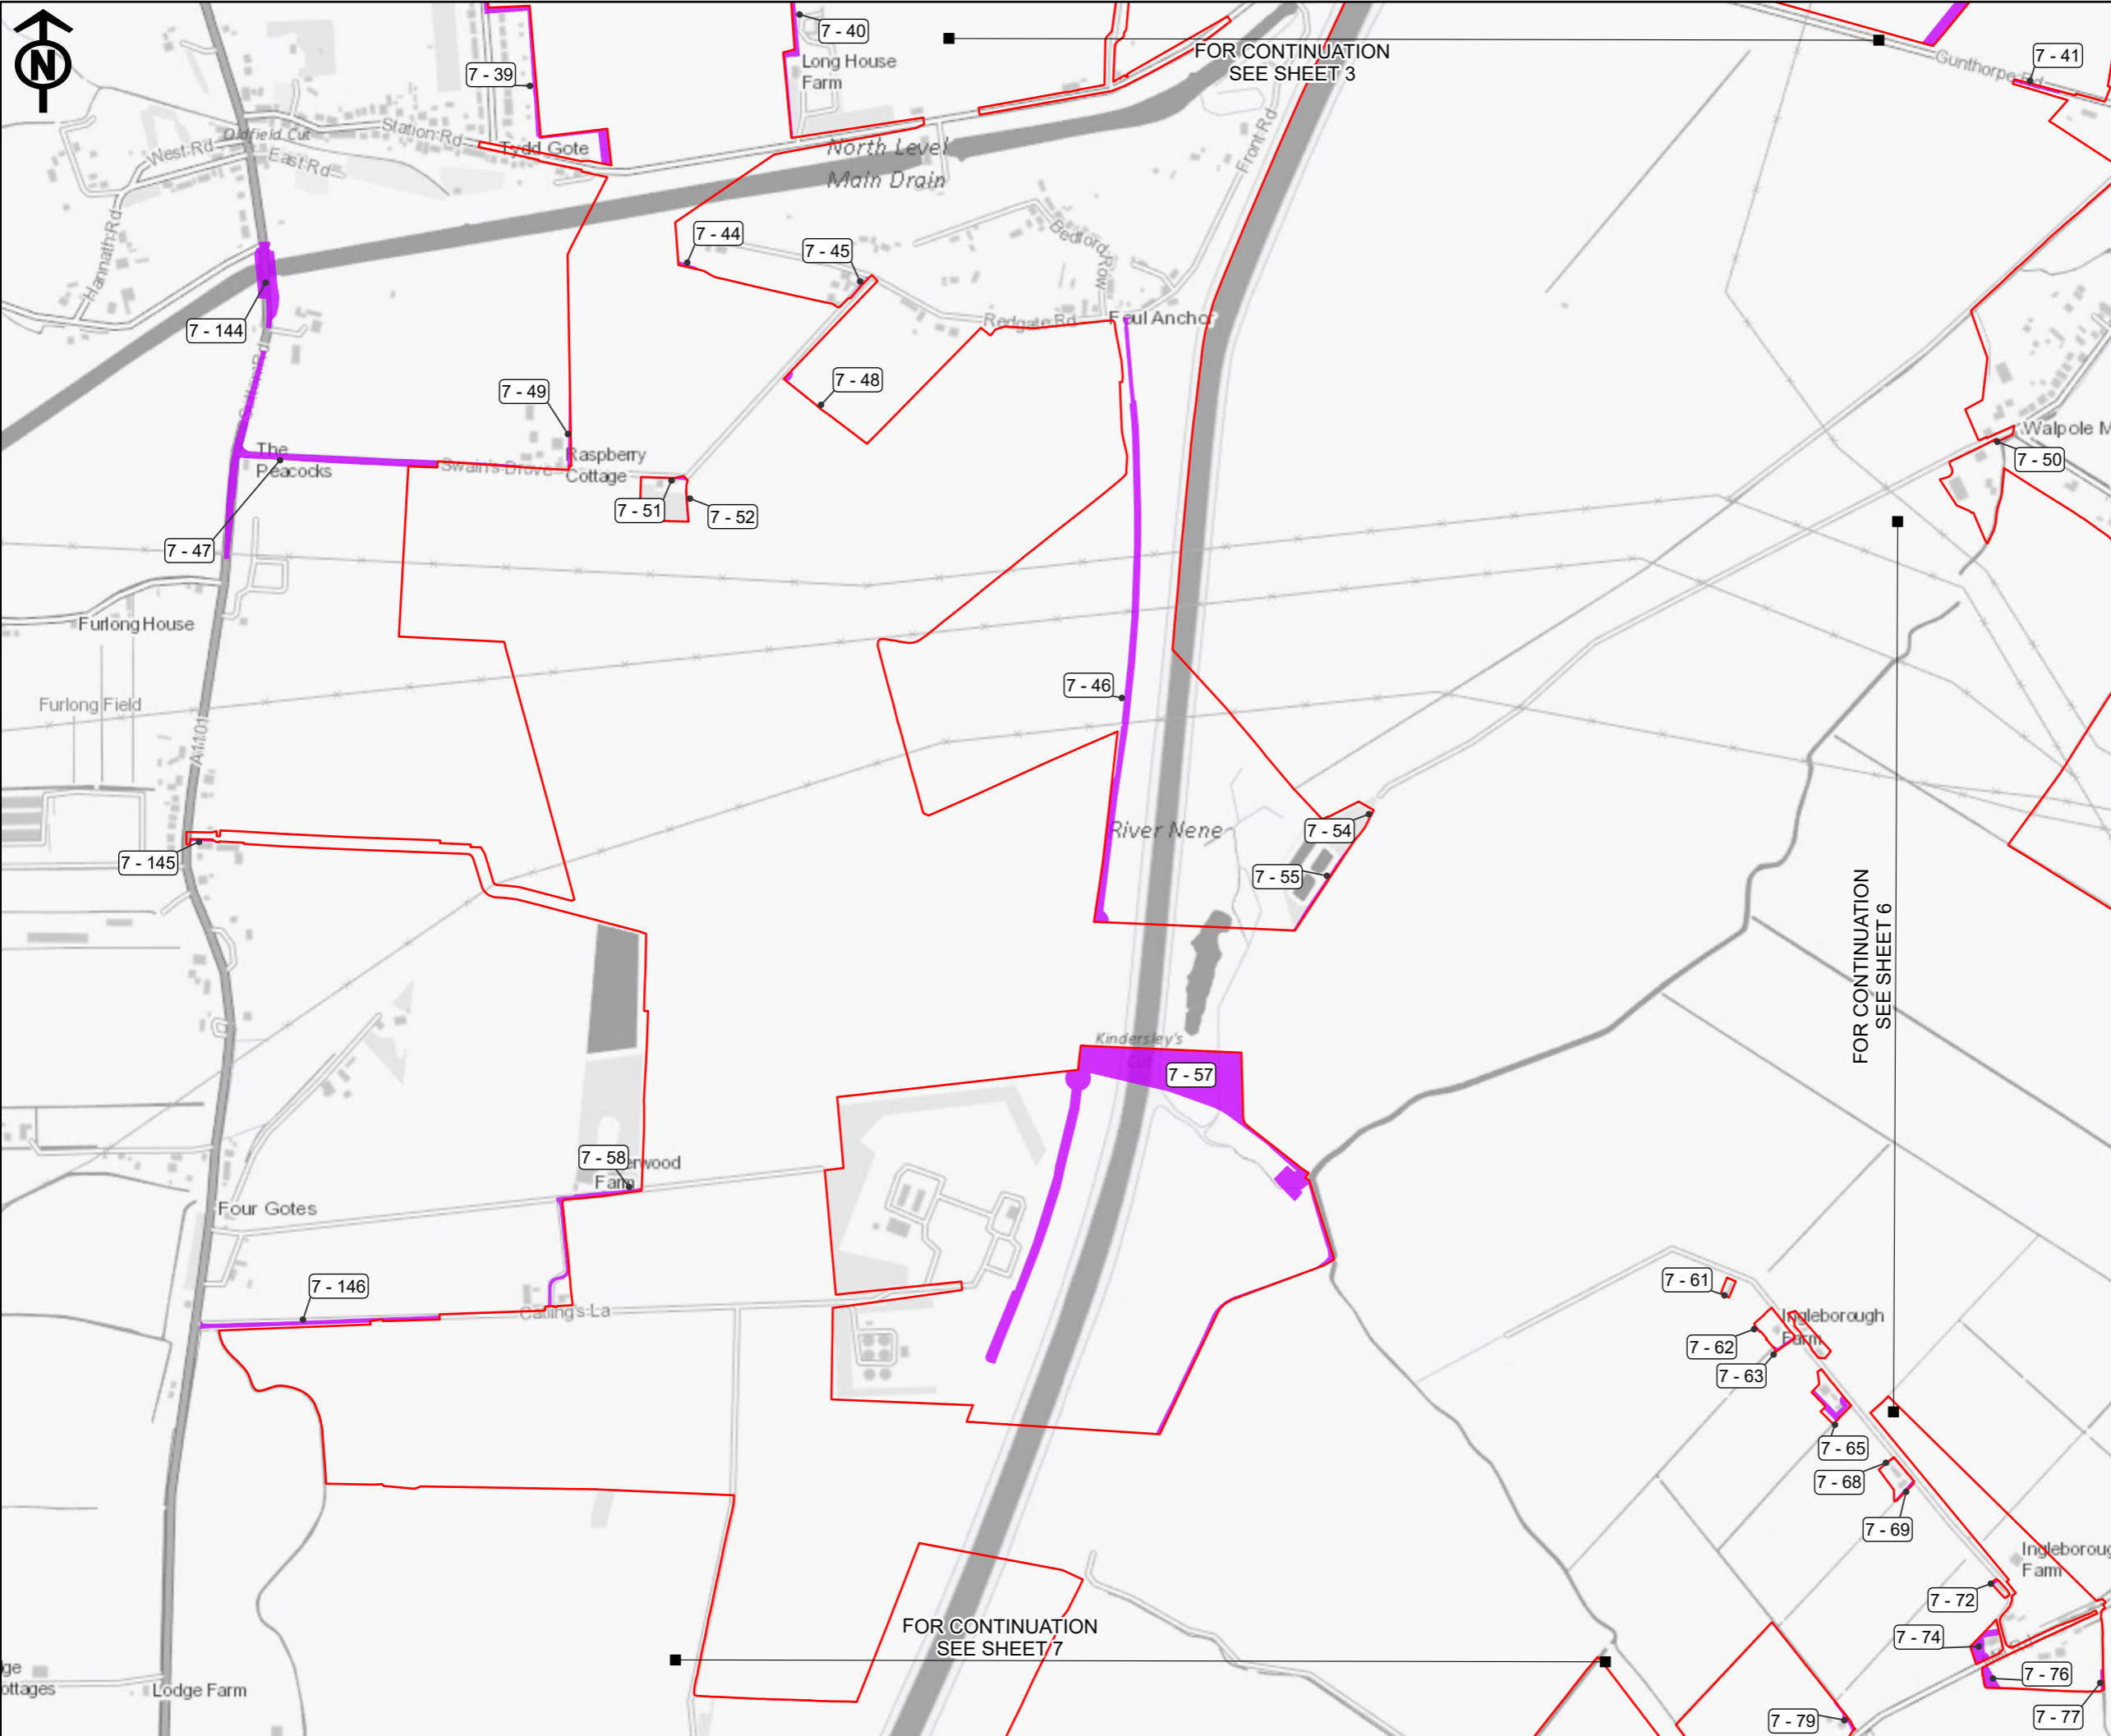 N
7 - 40
Long House
Farm
7 - 39
FOR CONTINUATION
SEE SHEET 3
7 - 41
Gunthorpe Rd
Oldfield Cut
Station Rd
West Rd
East Rd
Tydd Gote
North Level
Main Drain
Front Rd
Hannath Rd
7 - 44
7 - 45
Bedford Row
7 - 144
Redgate Rd
Foul Anchor
7 - 48
7 - 49
The
Peacocks
Swain's Drove
Raspberry
Cottage
Walpole M
7 - 50
7 - 51
7 - 52
7 - 47
Furlong House
7 - 46
Furlong Field
A1101
7 - 54
River Nene
7 - 145
7 - 55
FOR CONTINUATION
SEE SHEET 6
Kindersley's
Cut
7 - 57
7 - 58
erwood
Farm
Four Gotes
7 - 146
Catling's La
7 - 61
Ingleborough
Farm
7 - 62
7 - 63
7 - 65
7 - 68
7 - 69
Ingleboroug
Farm
7 - 72
FOR CONTINUATION
SEE SHEET 7
7 - 74
7 - 76
7 - 77
7 - 79
ge
ottages
Lodge Farm